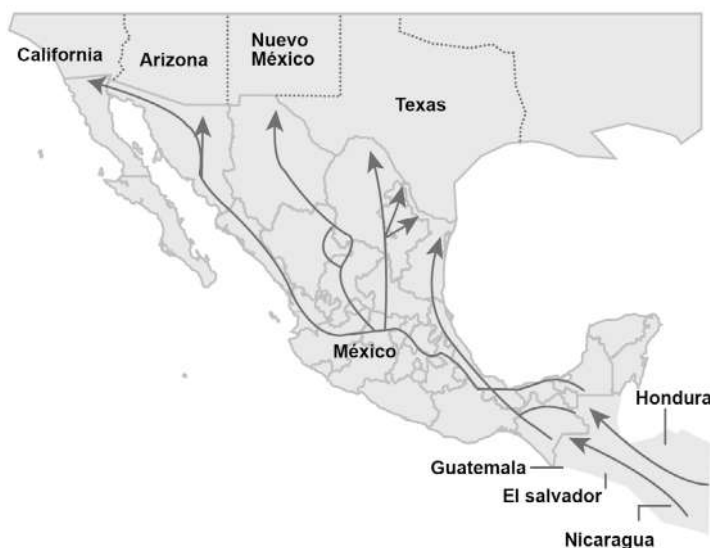 California
Arizona
Nuevo
México
Texas
México
Hondura
Guatemala
El salvador
Nicaragua